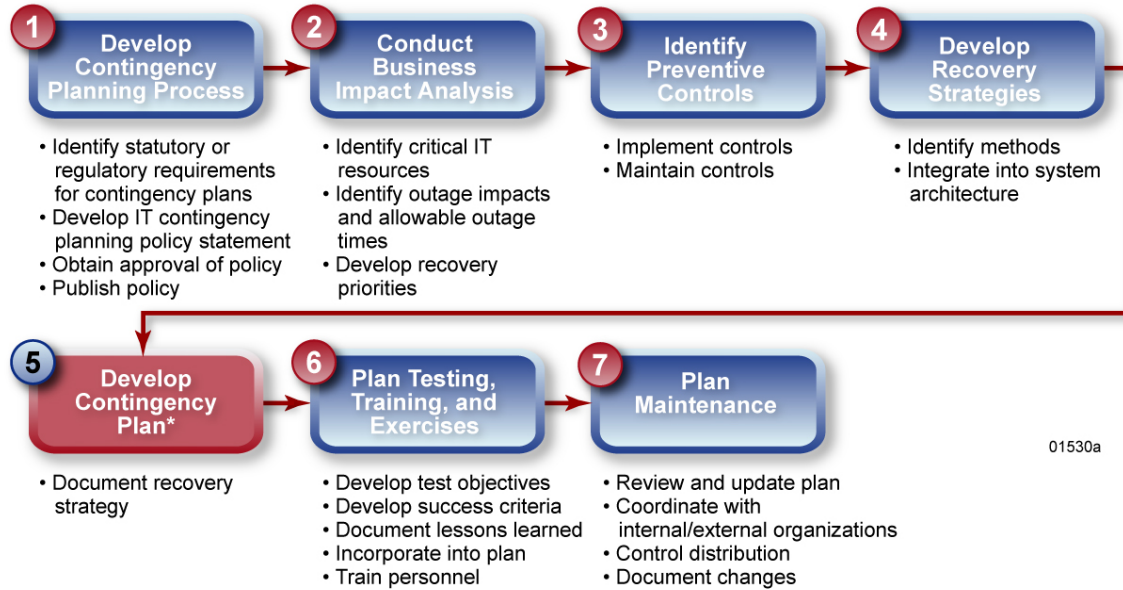 1
Develop
Contingency
Planning Process
• Identify statutory or
regulatory requirements
for contingency plans
• Develop IT contingency
planning policy statement
• Obtain approval of policy
• Publish policy
2
Conduct
Business
Impact Analysis
• Identify critical IT
resources
• Identify outage impacts
and allowable outage
times
• Develop recovery
priorities
3
Identify
Preventive
Controls
• Implement controls
• Maintain controls
4
Develop
Recovery
Strategies
• Identify methods
• Integrate into system
architecture
5
Develop
Contingency
Plan*
• Document recovery
strategy
6
Plan Testing,
Training, and
Exercises
• Develop test objectives
• Develop success criteria
• Document lessons learned
• Incorporate into plan
• Train personnel
7
Plan
Maintenance
• Review and update plan
• Coordinate with
internal/external organizations
• Control distribution
• Document changes
01530a